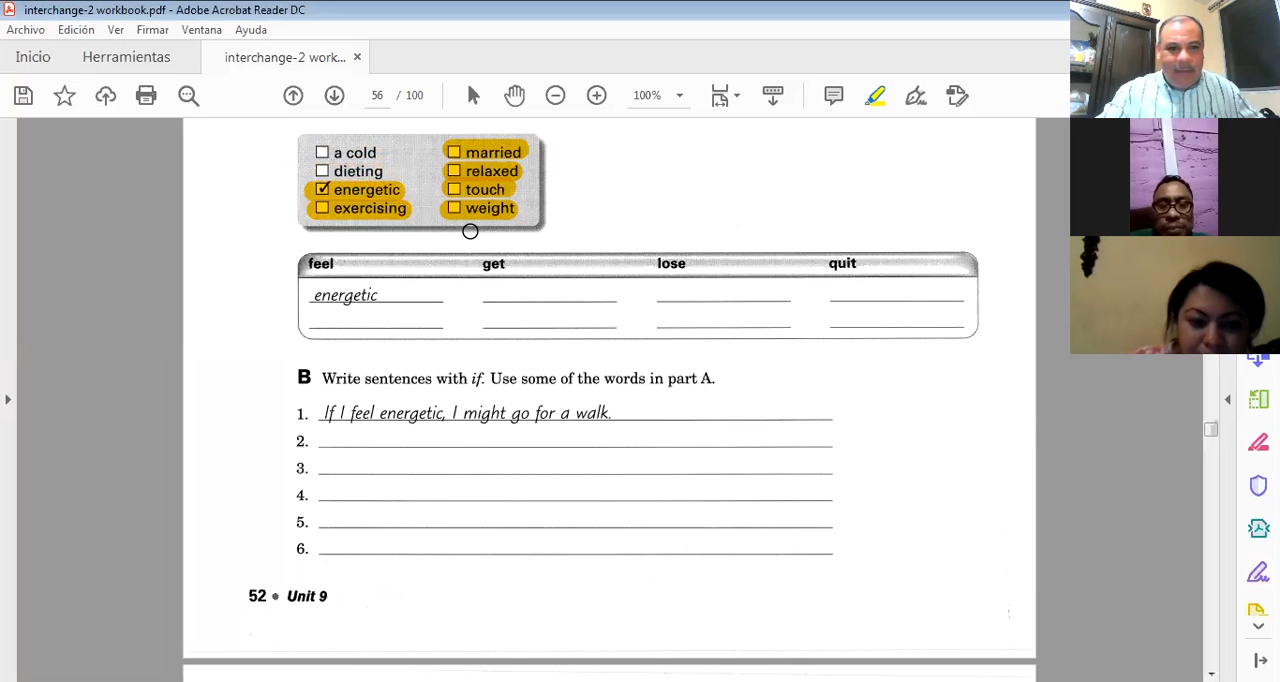 interchange-2 workbook.pdf - Adobe Acrobat Reader DC
Archivo Edición Ver Firmar Ventana Ayuda
Inicio Herramientas interchange-2 work... ×
56 / 100 100%
a cold married
dieting relaxed
energetic touch
exercising weight
feel get lose quit
energetic
B Write sentences with if. Use some of the words in part A.
1. If I feel energetic, I might go for a walk.
2.
3.
4.
5.
6.
52 • Unit 9